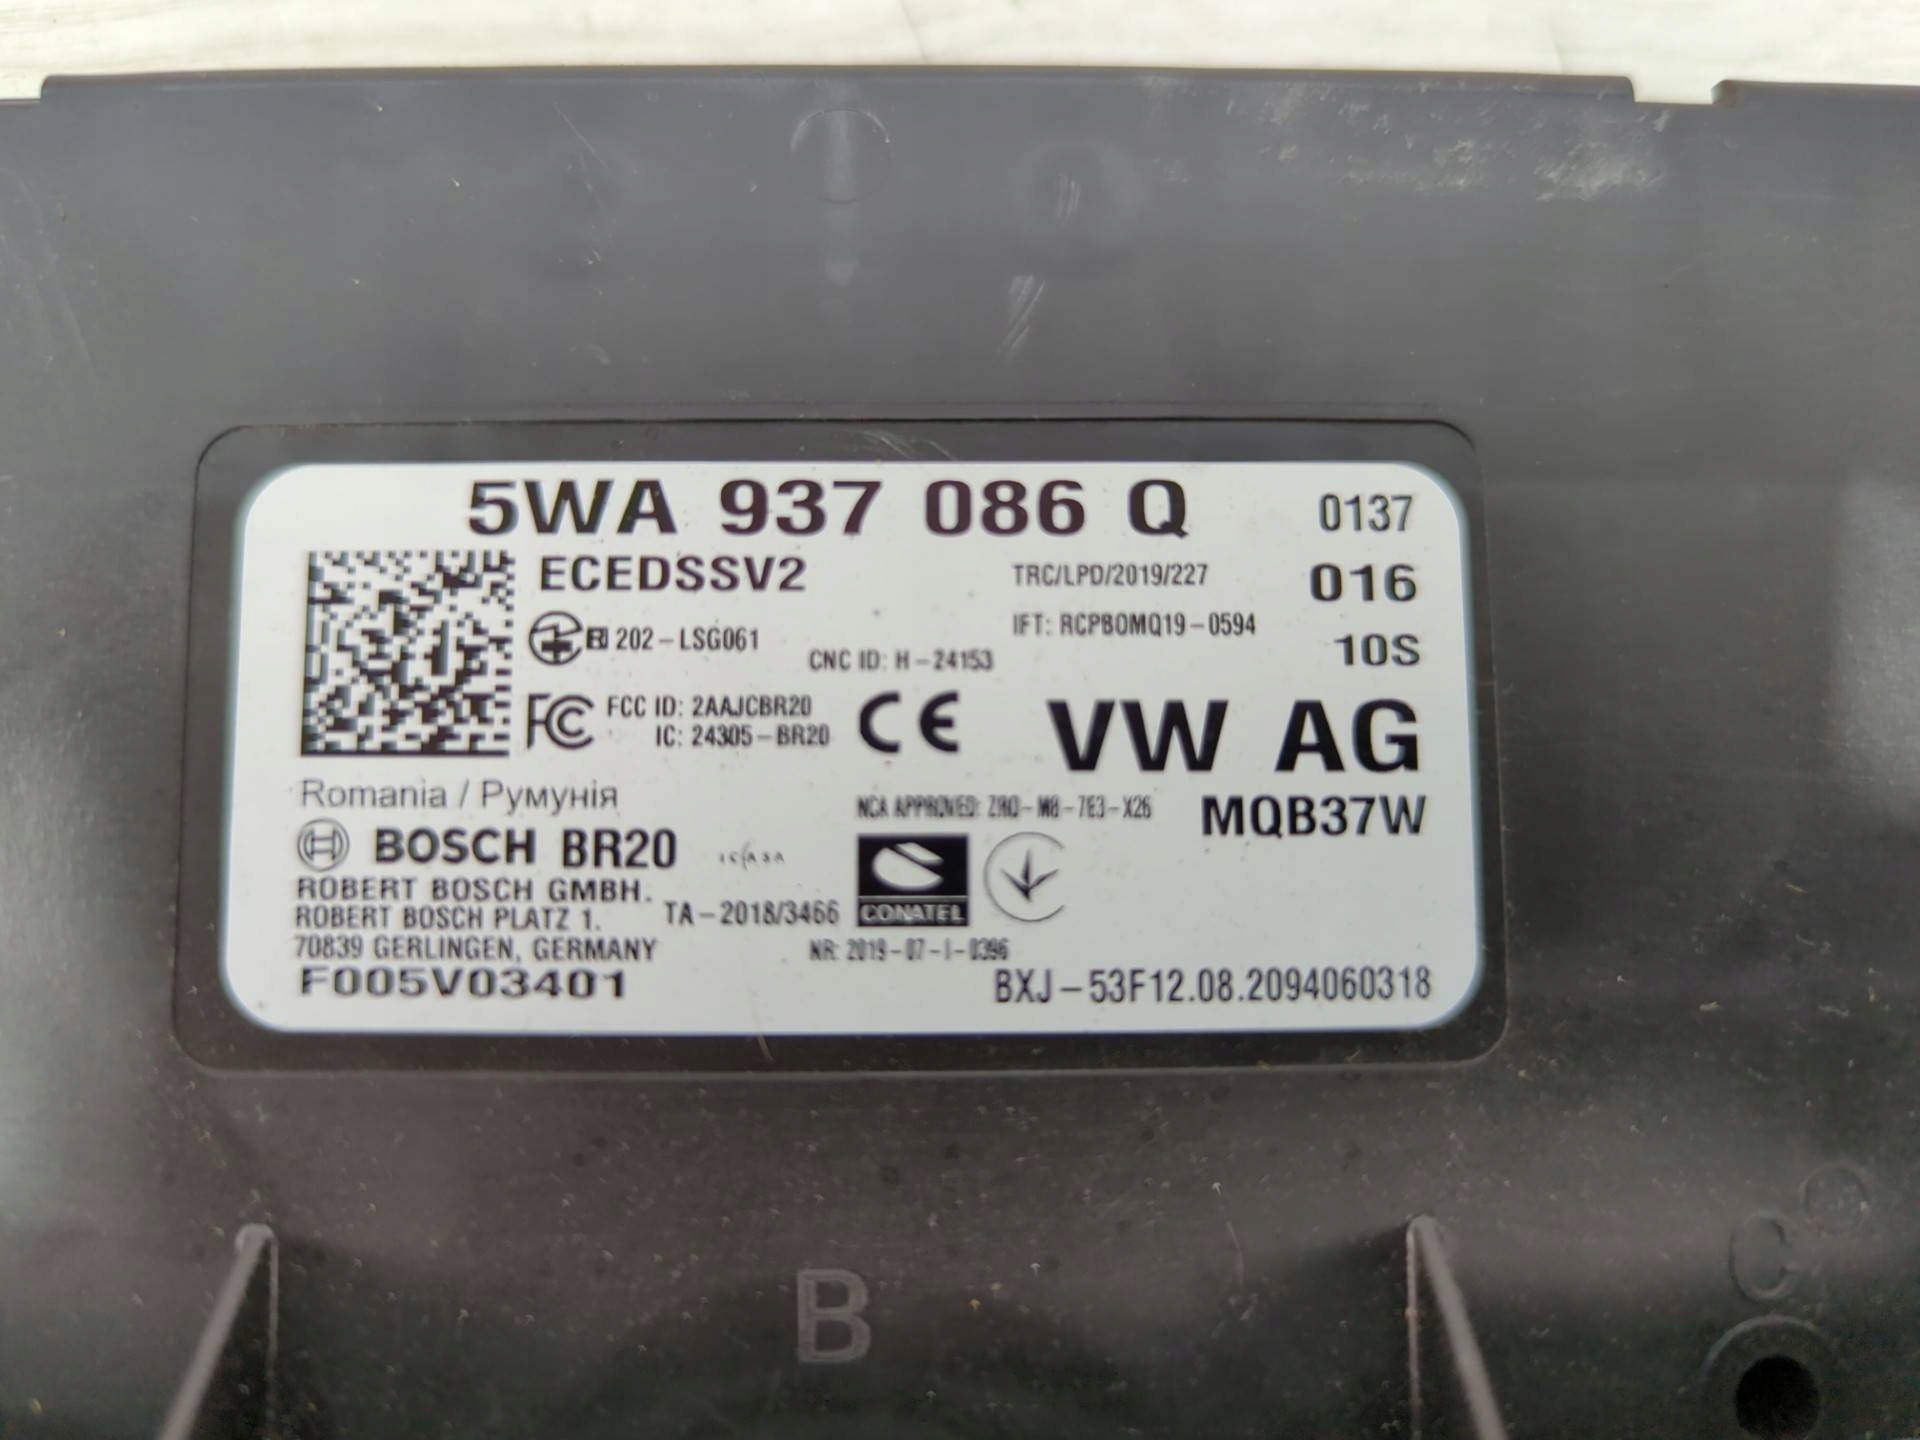 5WA 937 086 Q 0137
ECEDSSV2 TRC/LPD/2019/227 016
R 202-LSG061 IFT: RCPBOMQ19-0594 10S
CNC ID: H-24153
FCC ID: 2AAJCBR20 CE VW AG
IC: 24305-BR20
Romania / Румунія
NCA APPROVED: ZRO-M8-7E3-X26 MQB37W
BOSCH BR20 ICASA
ROBERT BOSCH GMBH.
ROBERT BOSCH PLATZ 1. TA-2018/3466 CONATEL
70839 GERLINGEN, GERMANY NR: 2019-07-I-0396
F005V03401 BXJ-53F12.08.2094060318
B
C